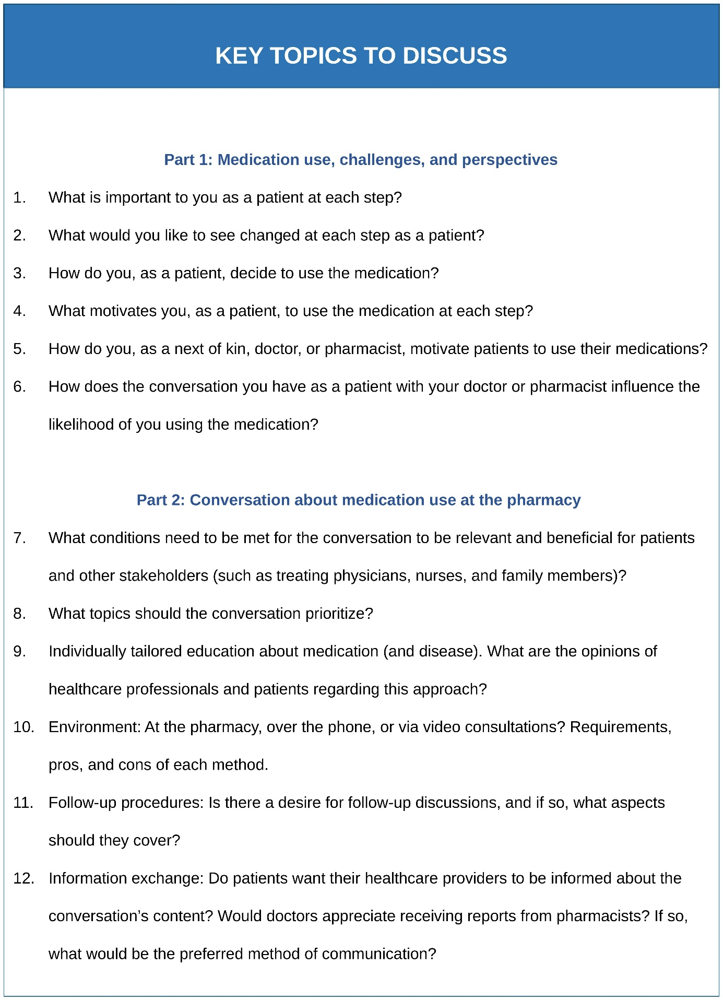 KEY TOPICS TO DISCUSS
Part 1: Medication use, challenges, and perspectives
1. What is important to you as a patient at each step?
2. What would you like to see changed at each step as a patient?
3. How do you, as a patient, decide to use the medication?
4. What motivates you, as a patient, to use the medication at each step?
5. How do you, as a next of kin, doctor, or pharmacist, motivate patients to use their medications?
6. How does the conversation you have as a patient with your doctor or pharmacist influence the
likelihood of you using the medication?
Part 2: Conversation about medication use at the pharmacy
7. What conditions need to be met for the conversation to be relevant and beneficial for patients
and other stakeholders (such as treating physicians, nurses, and family members)?
8. What topics should the conversation prioritize?
9. Individually tailored education about medication (and disease). What are the opinions of
healthcare professionals and patients regarding this approach?
10. Environment: At the pharmacy, over the phone, or via video consultations? Requirements,
pros, and cons of each method.
11. Follow-up procedures: Is there a desire for follow-up discussions, and if so, what aspects
should they cover?
12. Information exchange: Do patients want their healthcare providers to be informed about the
conversation’s content? Would doctors appreciate receiving reports from pharmacists? If so,
what would be the preferred method of communication?